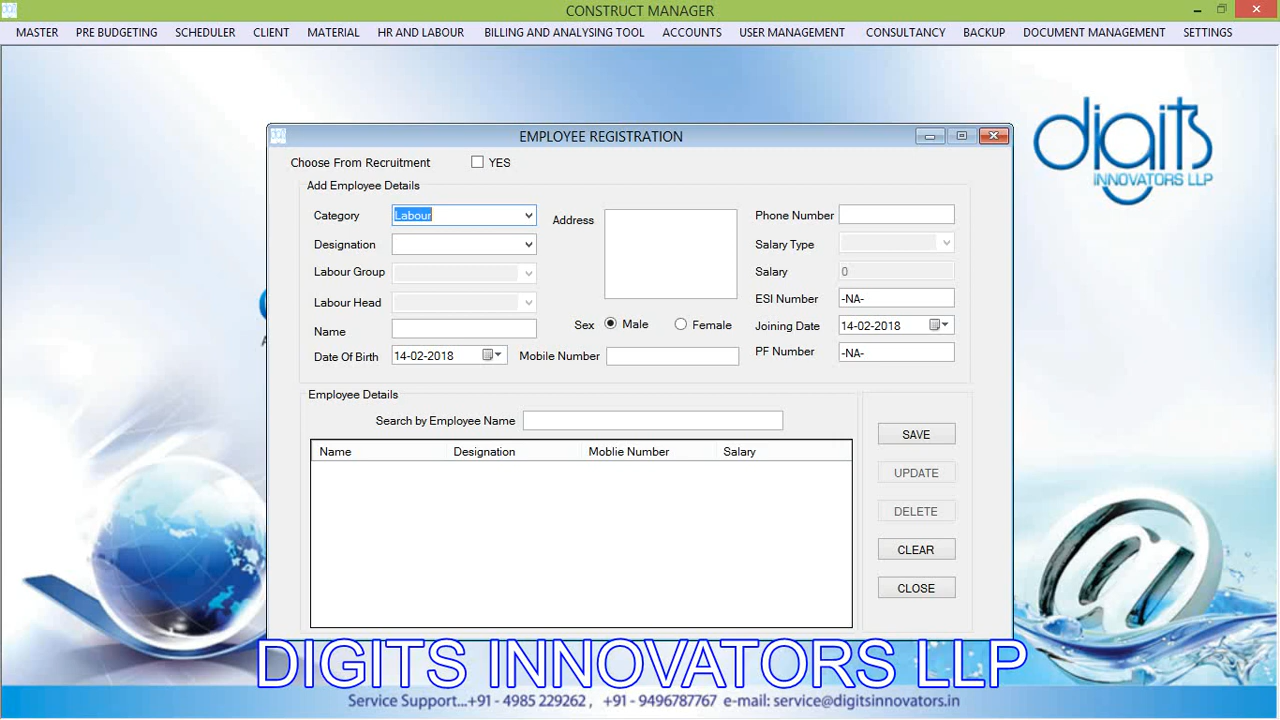 CONSTRUCT MANAGER
MASTER PRE BUDGETING SCHEDULER CLIENT MATERIAL HR AND LABOUR BILLING AND ANALYSING TOOL ACCOUNTS USER MANAGEMENT CONSULTANCY BACKUP DOCUMENT MANAGEMENT SETTINGS
digits
INNOVATORS LLP
EMPLOYEE REGISTRATION
Choose From Recruitment YES
Add Employee Details
Category Labour
Designation
Labour Group
Labour Head
Name
Date Of Birth 14-02-2018
Address
Sex Male Female
Mobile Number
Phone Number
Salary Type
Salary 0
ESI Number -NA-
Joining Date 14-02-2018
PF Number -NA-
Employee Details
Search by Employee Name
Name Designation Moblie Number Salary
SAVE
UPDATE
DELETE
CLEAR
CLOSE
DIGITS INNOVATORS LLP
Service Support...+91 - 4985 229262 , +91 - 9496787767 e-mail: service@digitsinnovators.in